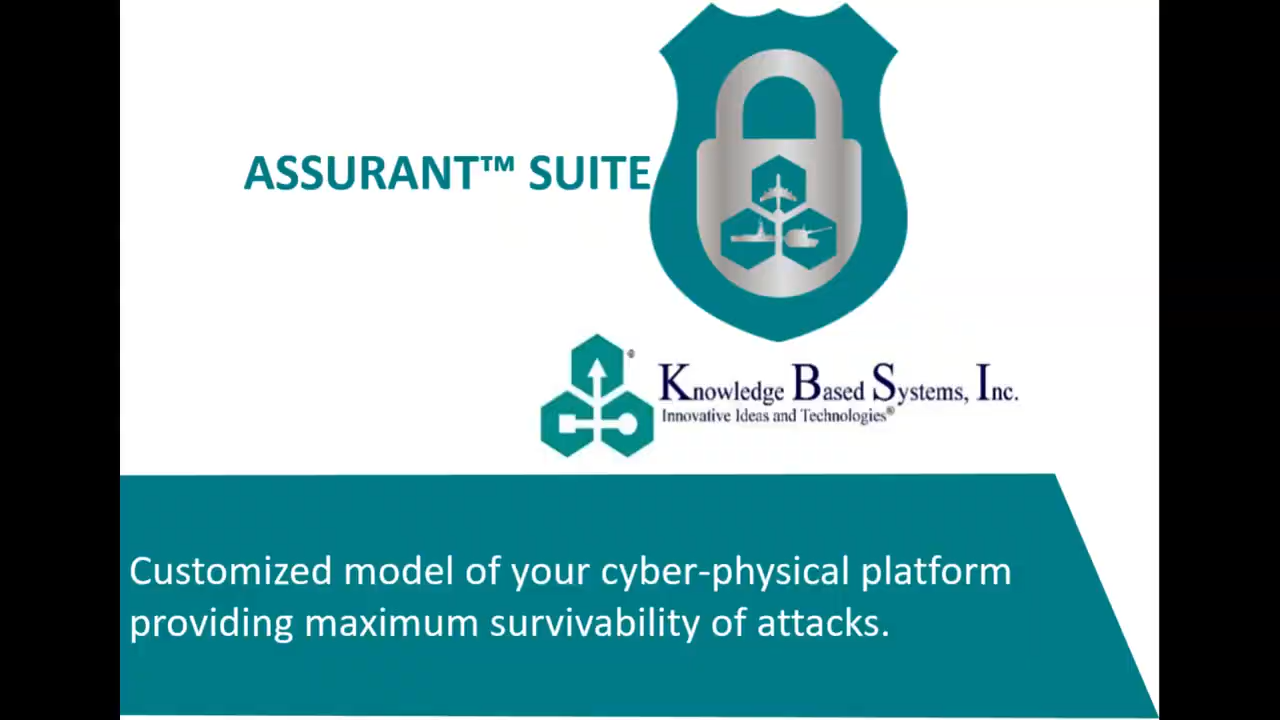 ASSURANT™ SUITE
®
Knowledge Based Systems, Inc.
Innovative Ideas and Technologies®
Customized model of your cyber-physical platform
providing maximum survivability of attacks.